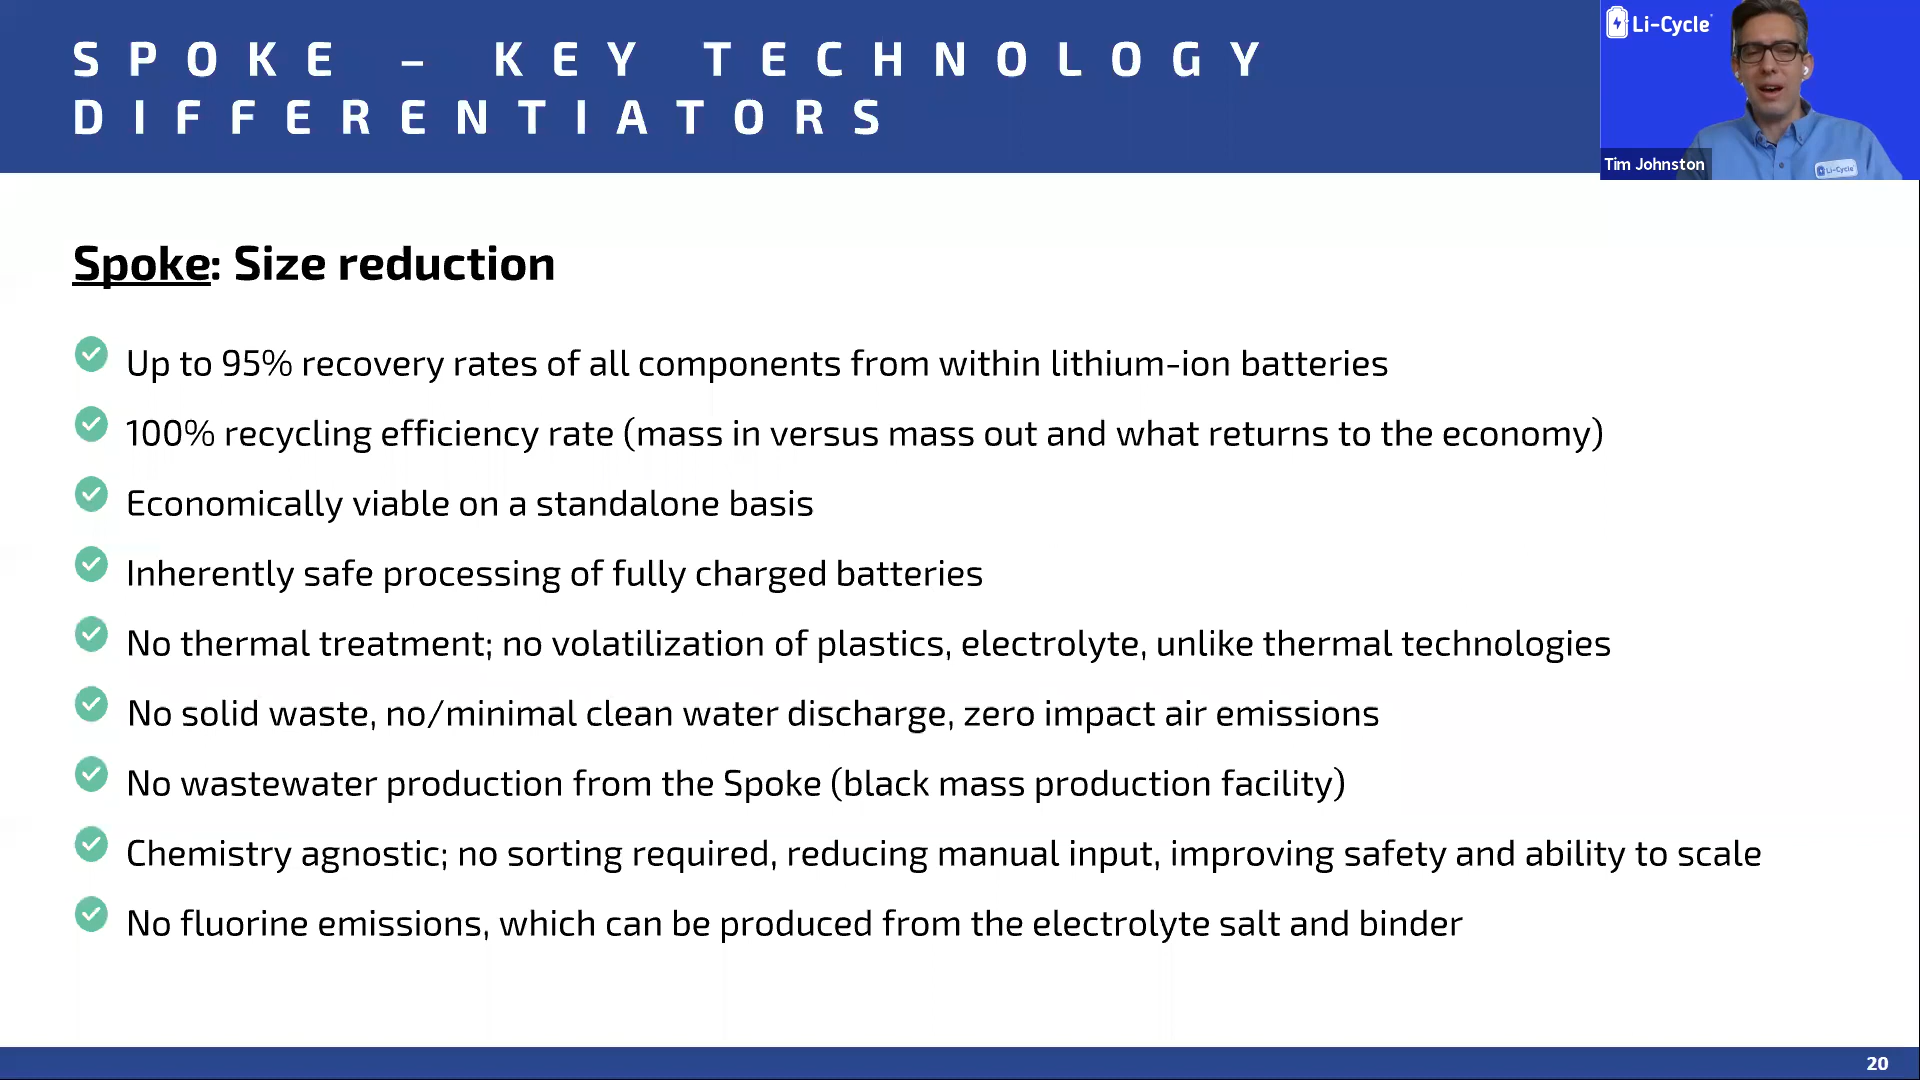 SPOKE – KEY TECHNOLOGY
DIFFERENTIATORS
Li-Cycle
Tim Johnston
Li-Cycle
Spoke: Size reduction
Up to 95% recovery rates of all components from within lithium-ion batteries
100% recycling efficiency rate (mass in versus mass out and what returns to the economy)
Economically viable on a standalone basis
Inherently safe processing of fully charged batteries
No thermal treatment; no volatilization of plastics, electrolyte, unlike thermal technologies
No solid waste, no/minimal clean water discharge, zero impact air emissions
No wastewater production from the Spoke (black mass production facility)
Chemistry agnostic; no sorting required, reducing manual input, improving safety and ability to scale
No fluorine emissions, which can be produced from the electrolyte salt and binder
20